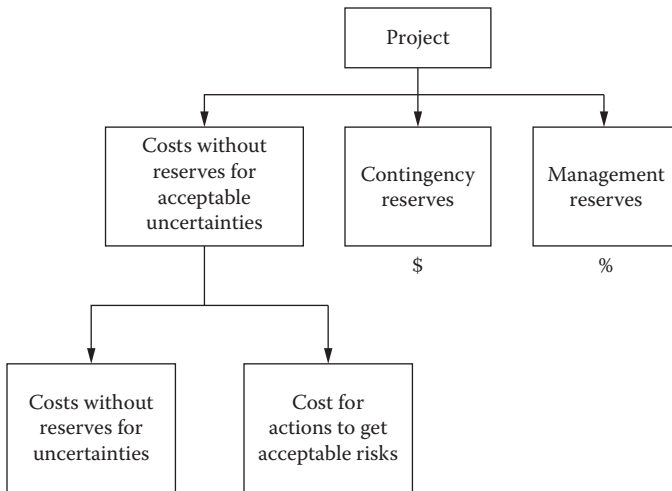 Project
Costs without
reserves for
acceptable
uncertainties
Contingency
reserves
Management
reserves
$
%
Costs without
reserves for
uncertainties
Cost for
actions to get
acceptable risks